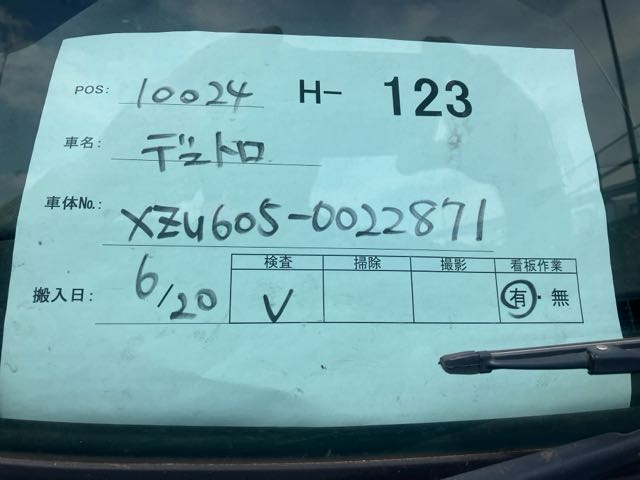 POS: 10024 H- 123
車名: デュトロ
車体No.: XZU605-0022871
搬入日: 6/20
検査 掃除 撮影 看板作業
V 有・無